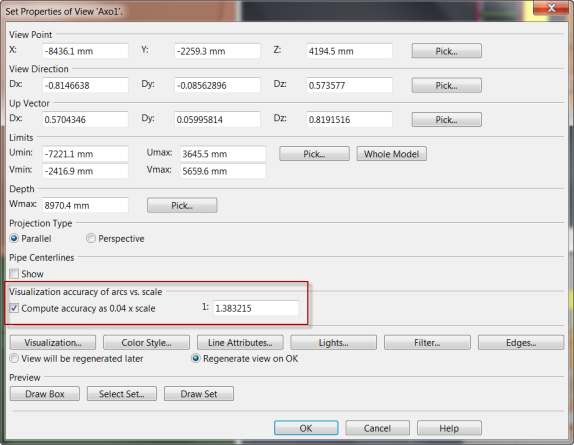 Set Properties of View 'Axo1'.
View Point
X: -8436.1 mm Y: -2259.3 mm Z: 4194.5 mm Pick...
View Direction
Dx: -0.8146638 Dy: -0.08562896 Dz: 0.573577 Pick...
Up Vector
Dx: 0.5704346 Dy: 0.05995814 Dz: 0.8191516 Pick...
Limits
Umin: -7221.1 mm Umax: 3645.5 mm Pick... Whole Model
Vmin: -2416.9 mm Vmax: 5659.6 mm
Depth
Wmax: 8970.4 mm Pick...
Projection Type
Parallel Perspective
Pipe Centerlines
Show
Visualization accuracy of arcs vs. scale
Compute accuracy as 0.04 x scale 1: 1.383215
Visualization... Color Style... Line Attributes... Lights... Filter... Edges...
View will be regenerated later Regenerate view on OK
Preview
Draw Box Select Set... Draw Set
OK Cancel Help